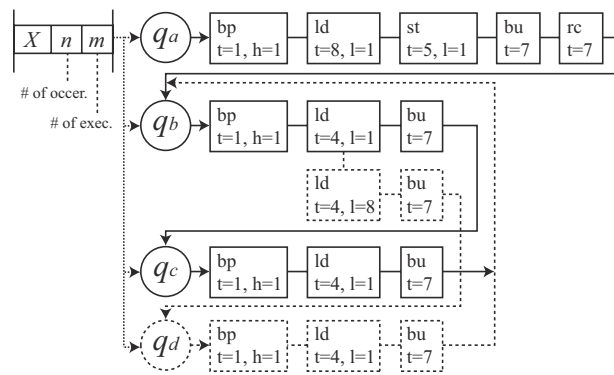 X n m
# of occer.
# of exec.
qa
bp
t=1, h=1
ld
t=8, l=1
st
t=5, l=1
bu
t=7
rc
t=7
qb
bp
t=1, h=1
ld
t=4, l=1
bu
t=7
ld
t=4, l=8
bu
t=7
qc
bp
t=1, h=1
ld
t=4, l=1
bu
t=7
qd
bp
t=1, h=1
ld
t=4, l=1
bu
t=7